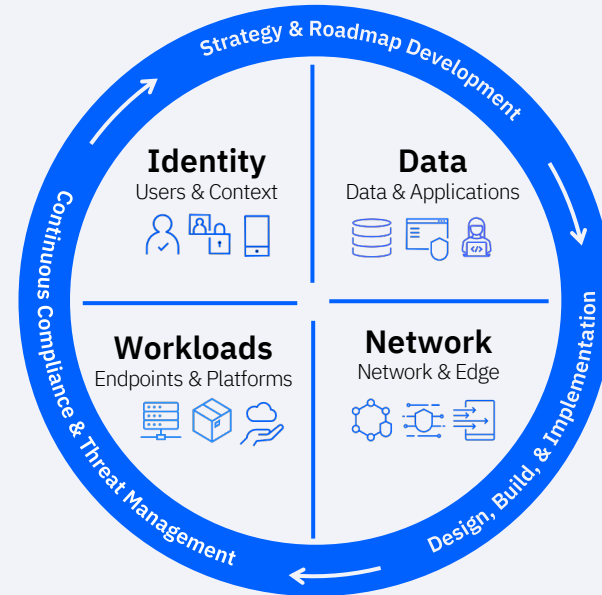 Strategy & Roadmap Development
Identity
Users & Context
Data
Data & Applications
</>
Workloads
Endpoints & Platforms
Network
Network & Edge
Design, Build, & Implementation
Continuous Compliance & Threat Management